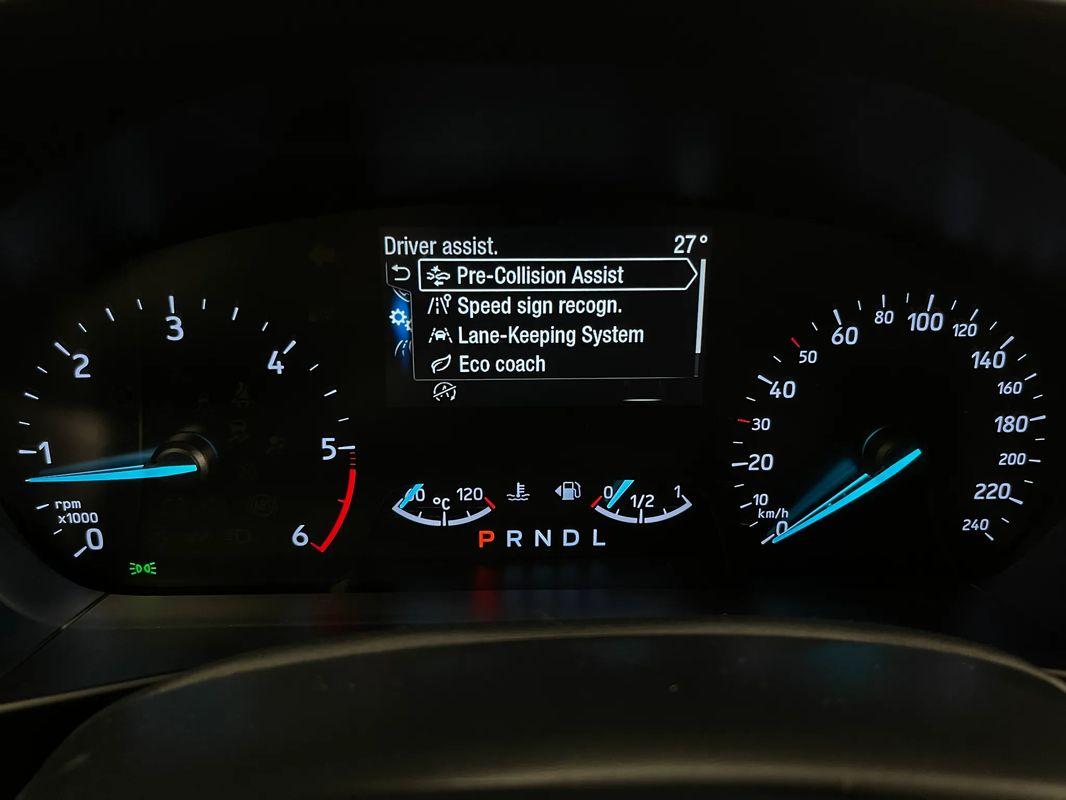 Driver assist. 27°
Pre-Collision Assist
Speed sign recogn.
Lane-Keeping System
Eco coach
0
1
2
3
4
5
6
rpm
x1000
°C 120
0 1/2 1
P R N D L
0
10
20
30
40
50
60
80
100
120
140
160
180
200
220
240
km/h